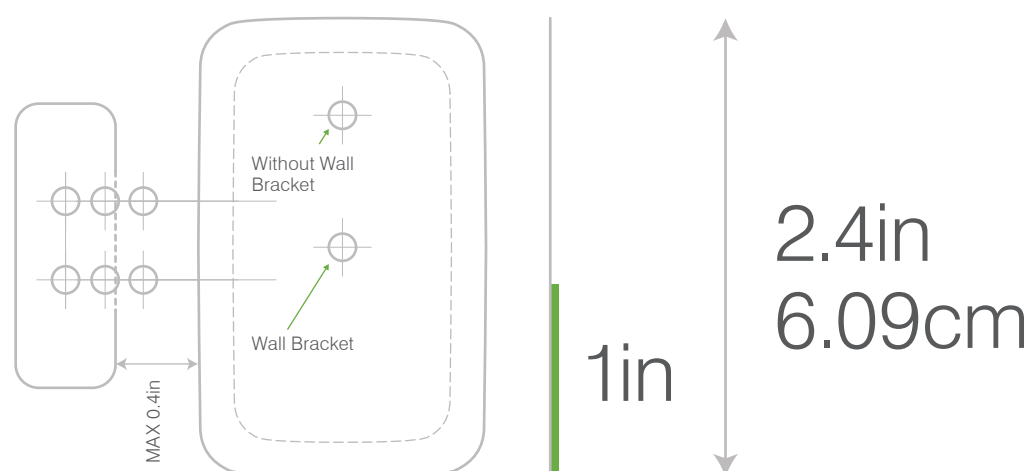 Without Wall
Bracket
Wall Bracket
MAX 0.4in
1in
2.4in
6.09cm